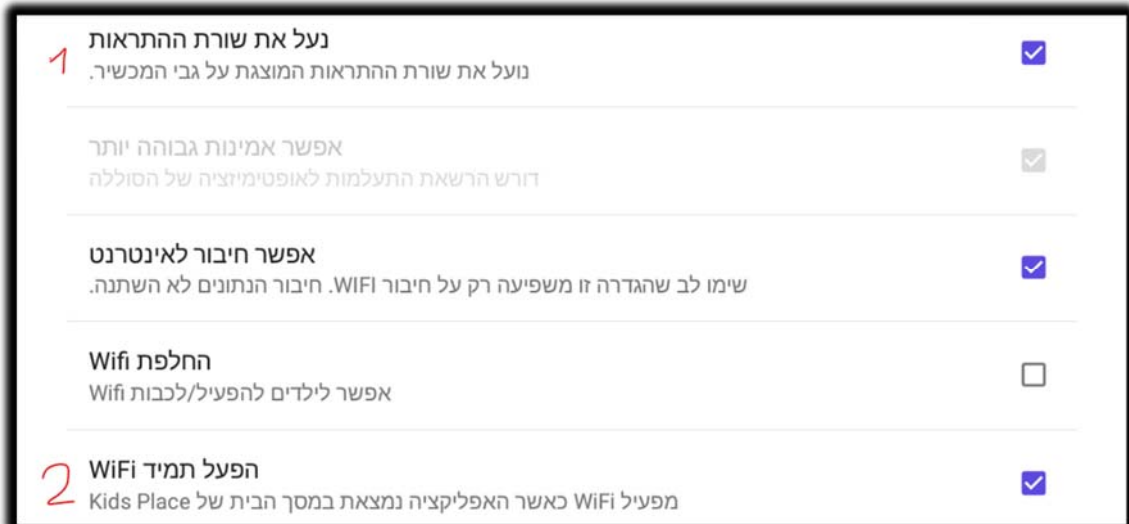 1
נעל את שורת ההתראות
נועל את שורת ההתראות המוצגת על גבי המכשיר.
אפשר אמינות גבוהה יותר
דורש הרשאת התעלמות לאופטימיזציה של הסוללה
אפשר חיבור לאינטרנט
שימו לב שהגדרה זו משפיעה רק על חיבור WIFI. חיבור הנתונים לא השתנה.
החלפת Wifi
אפשר לילדים להפעיל/לכבות Wifi
2
הפעל תמיד WiFi
מפעיל WiFi כאשר האפליקציה נמצאת במסך הבית של Kids Place